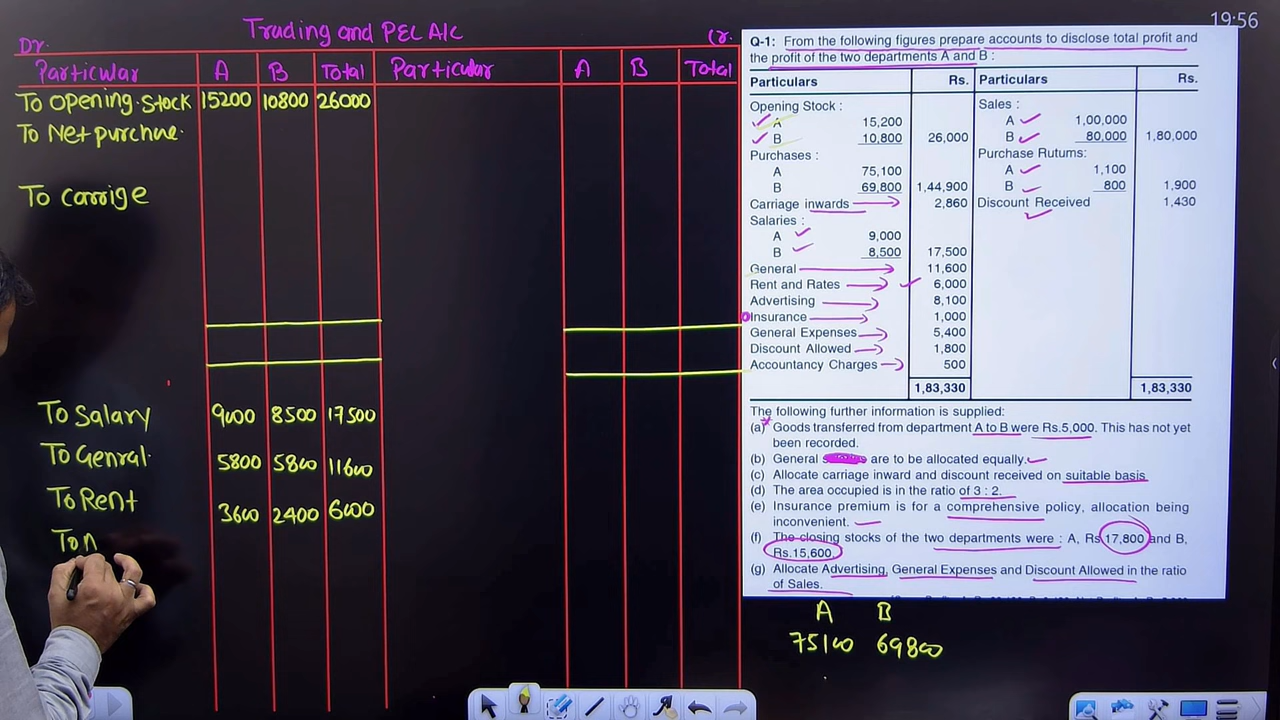 19:56
Trading and P&L A/c
Dr. Cr.
Particular A B Total Particular A B Total
To Opening Stock 15200 10800 26000
To Net purchae.
To Carrige
To Salary 9000 8500 17500
To Genral. 5800 5800 11600
To Rent 3600 2400 6000
To
Q-1: From the following figures prepare accounts to disclose total profit and
the profit of the two departments A and B :
Particulars Rs. Particulars Rs.
Opening Stock : Sales :
A 15,200 A 1,00,000
B 10,800 26,000 B 80,000 1,80,000
Purchases : Purchase Ruturns:
A 75,100 A 1,100
B 69,800 1,44,900 B 800 1,900
Carriage inwards 2,860 Discount Received 1,430
Salaries :
A 9,000
B 8,500 17,500
General 11,600
Rent and Rates 6,000
Advertising 8,100
Insurance 1,000
General Expenses 5,400
Discount Allowed 1,800
Accountancy Charges 500
1,83,330 1,83,330
The following further information is supplied:
(a) Goods transferred from department A to B were Rs.5,000. This has not yet
been recorded.
(b) General are to be allocated equally.
(c) Allocate carriage inward and discount received on suitable basis
(d) The area occupied is in the ratio of 3 : 2.
(e) Insurance premium is for a comprehensive policy, allocation being
inconvenient.
(f) The closing stocks of the two departments were : A, Rs 17,800 and B,
Rs.15,600.
(g) Allocate Advertising, General Expenses and Discount Allowed in the ratio
of Sales.
A B
75100 69800